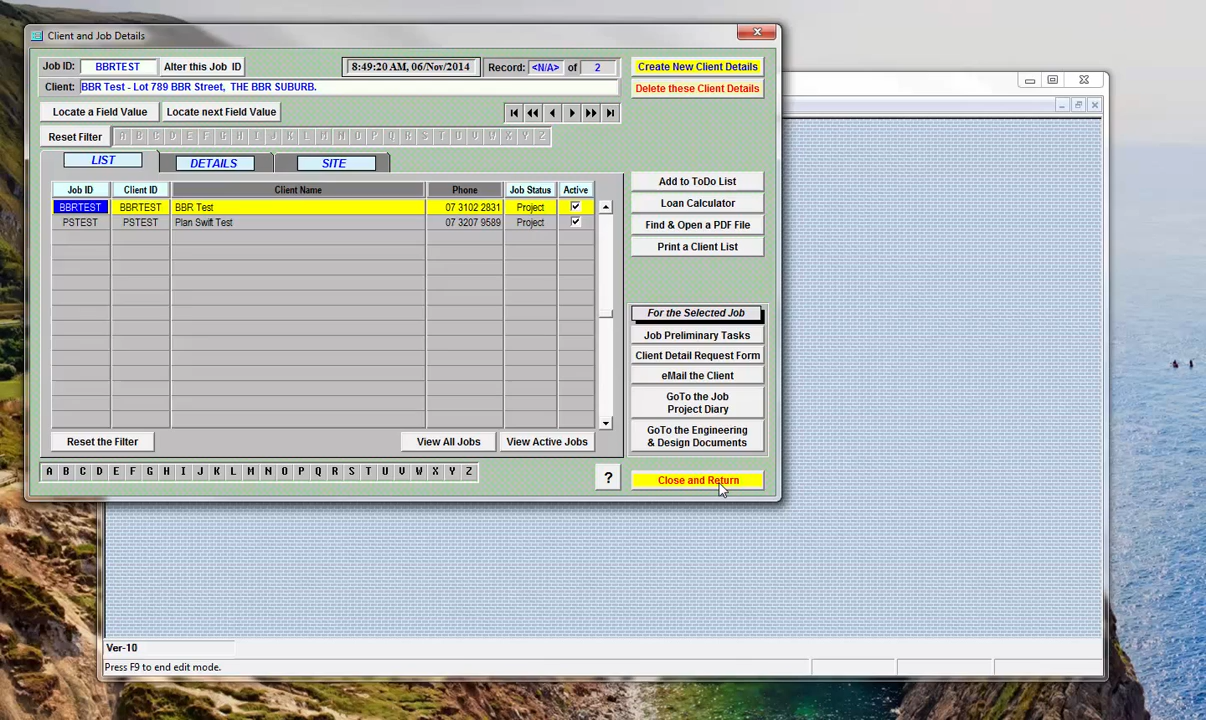 Client and Job Details
Job ID: BBRTEST Alter this Job ID 8:49:20 AM, 06/Nov/2014 Record: <N/A> of 2 Create New Client Details
Client: BBR Test - Lot 789 BBR Street, THE BBR SUBURB. Delete these Client Details
Locate a Field Value Locate next Field Value
Reset Filter A B C D E F G H I J K L M N O P Q R S T U V W X Y Z
LIST DETAILS SITE
Add to ToDo List
Job ID Client ID Client Name Phone Job Status Active
Loan Calculator
BBRTEST BBRTEST BBR Test 07 3102 2831 Project
PSTEST PSTEST Plan Swift Test 07 3207 9589 Project
Find & Open a PDF File
Print a Client List
For the Selected Job
Job Preliminary Tasks
Client Detail Request Form
eMail the Client
GoTo the Job
Project Diary
GoTo the Engineering
& Design Documents
Reset the Filter View All Jobs View Active Jobs
A B C D E F G H I J K L M N O P Q R S T U V W X Y Z ? Close and Return
Ver-10
Press F9 to end edit mode.